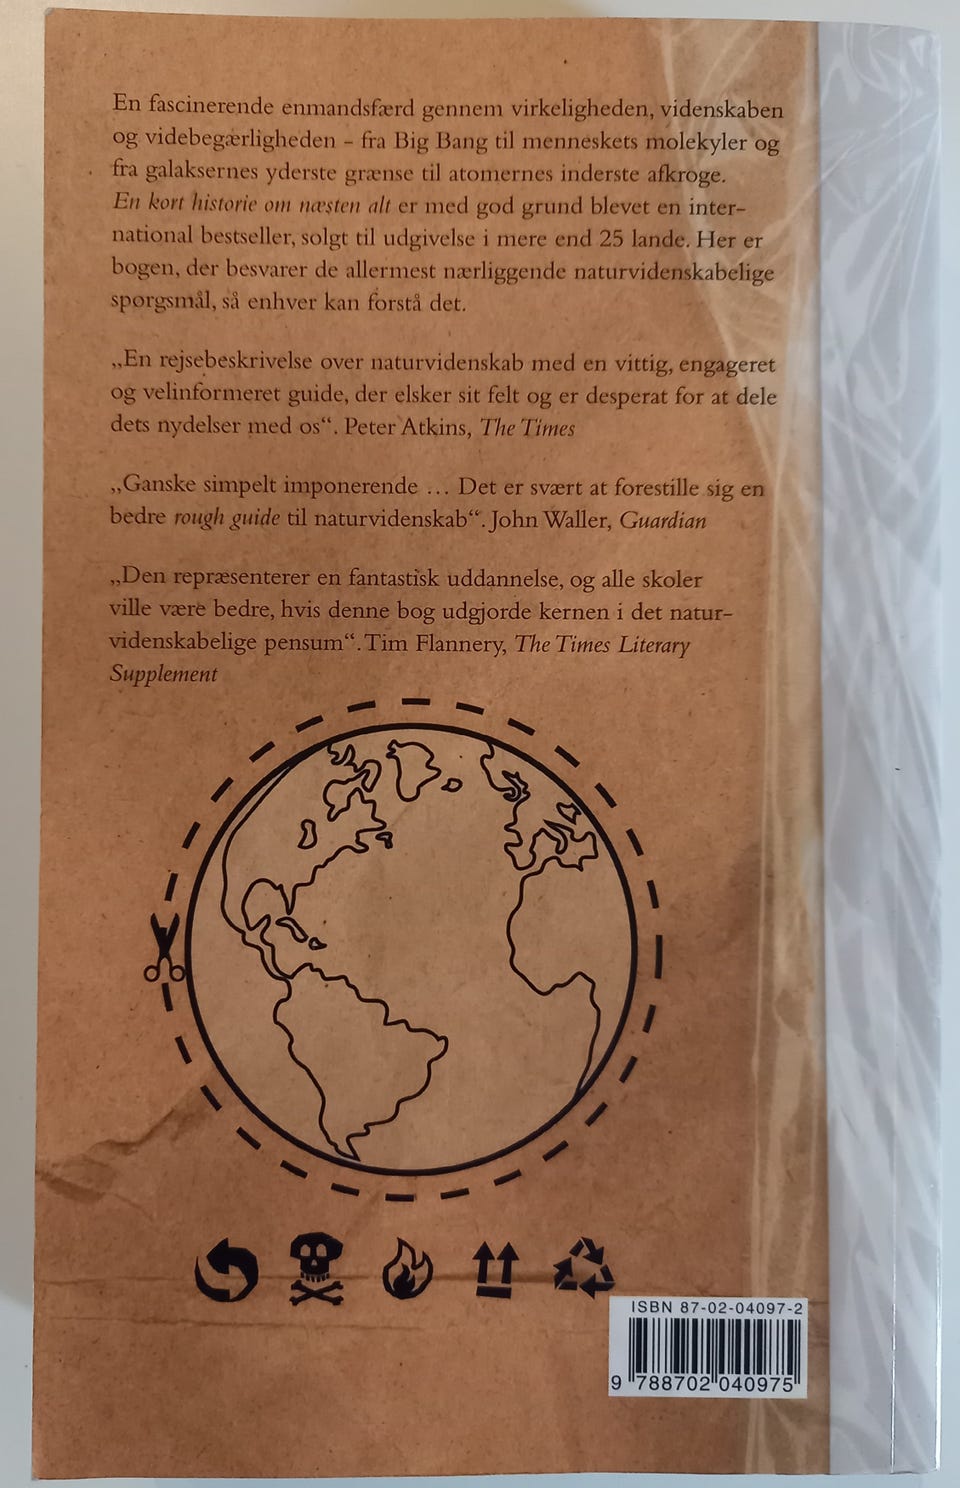 En fascinerende enmandsfærd gennem virkeligheden, videnskaben
og videbegærligheden – fra Big Bang til menneskets molekyler og
fra galaksernes yderste grænse til atomernes inderste afkroge.
En kort historie om næsten alt er med god grund blevet en inter-
national bestseller, solgt til udgivelse i mere end 25 lande. Her er
bogen, der besvarer de allermest nærliggende naturvidenskabelige
spørgsmål, så enhver kan forstå det.
„En rejsebeskrivelse over naturvidenskab med en vittig, engageret
og velinformeret guide, der elsker sit felt og er desperat for at dele
dets nydelser med os“. Peter Atkins, The Times
„Ganske simpelt imponerende … Det er svært at forestille sig en
bedre rough guide til naturvidenskab“. John Waller, Guardian
„Den repræsenterer en fantastisk uddannelse, og alle skoler
ville være bedre, hvis denne bog udgjorde kernen i det natur-
videnskabelige pensum“. Tim Flannery, The Times Literary
Supplement
ISBN 87-02-04097-2
9 788702 040975